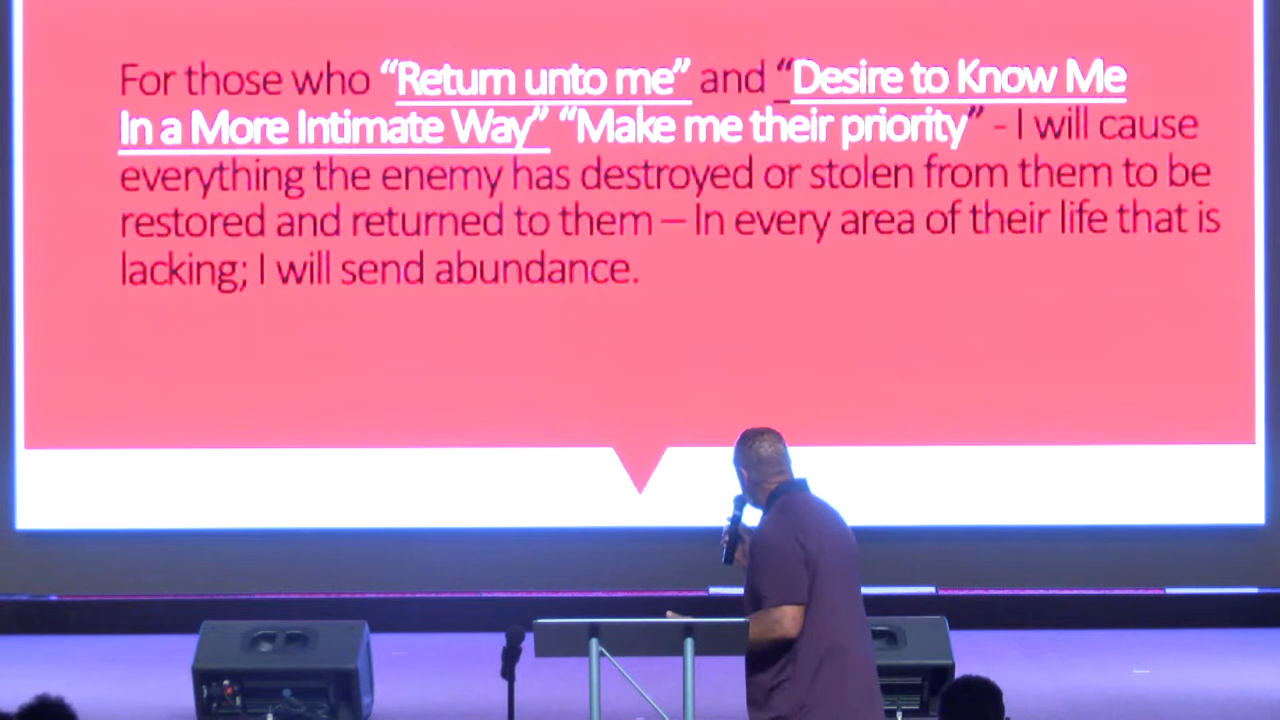 For those who “Return unto me” and “Desire to Know Me
In a More Intimate Way” “Make me their priority” - I will cause
everything the enemy has destroyed or stolen from them to be
restored and returned to them – In every area of their life that is
lacking; I will send abundance.